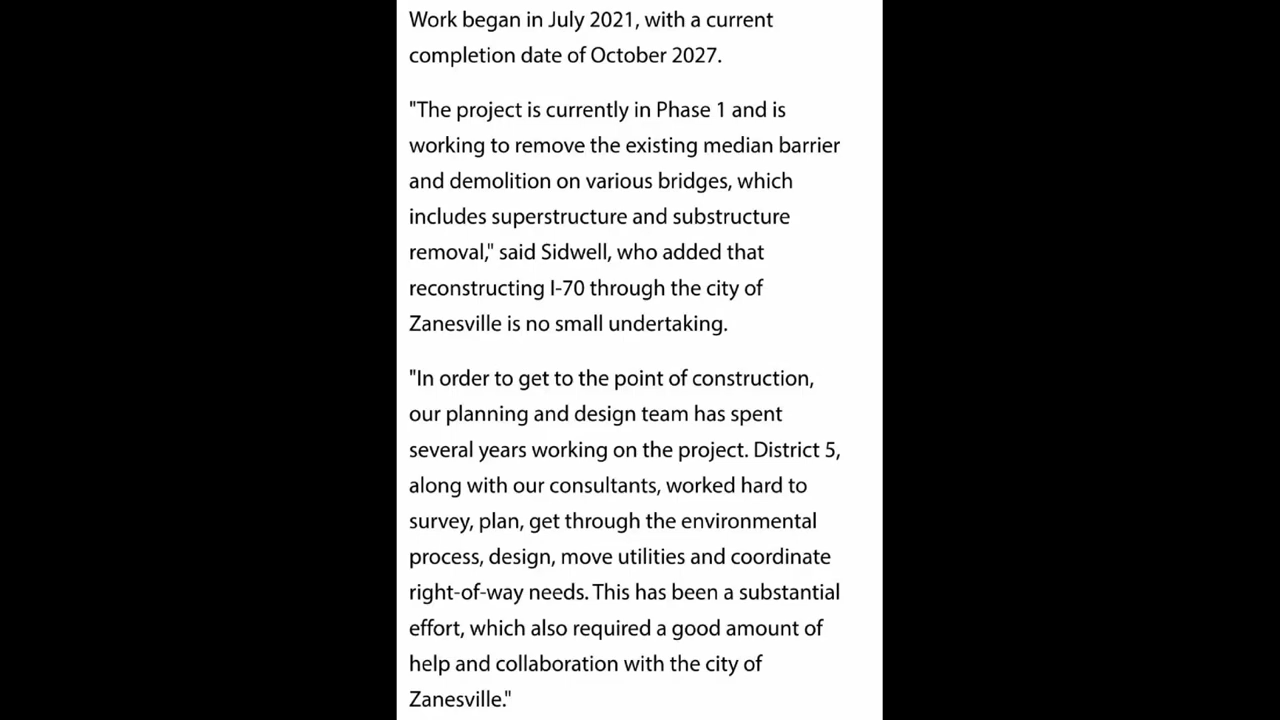 Work began in July 2021, with a current
completion date of October 2027.
"The project is currently in Phase 1 and is
working to remove the existing median barrier
and demolition on various bridges, which
includes superstructure and substructure
removal," said Sidwell, who added that
reconstructing I-70 through the city of
Zanesville is no small undertaking.
"In order to get to the point of construction,
our planning and design team has spent
several years working on the project. District 5,
along with our consultants, worked hard to
survey, plan, get through the environmental
process, design, move utilities and coordinate
right-of-way needs. This has been a substantial
effort, which also required a good amount of
help and collaboration with the city of
Zanesville."